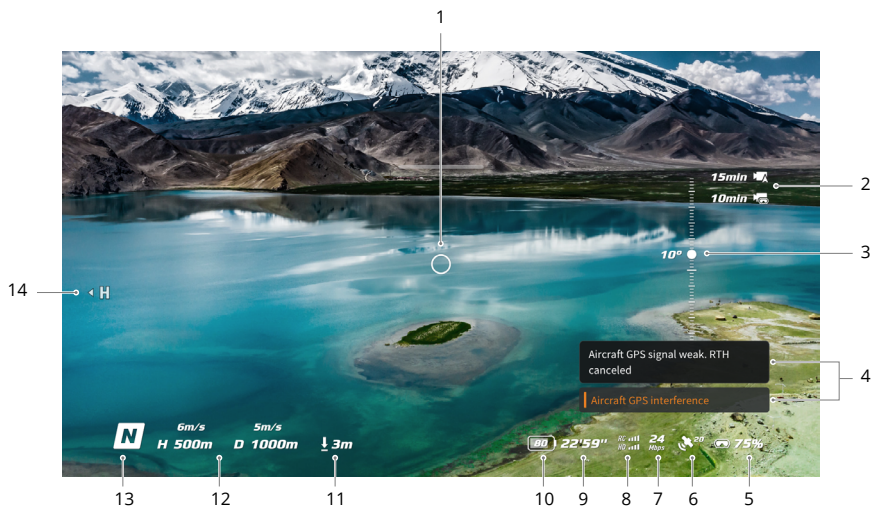 1
15min
2
10min
10°
3
14
H
Aircraft GPS signal weak. RTH
canceled
4
Aircraft GPS interference
6m/s 5m/s
N H 500m D 1000m 3m
80 22'59" RC 24 Mbps 20 75%
HD
13 12 11 10 9 8 7 6 5